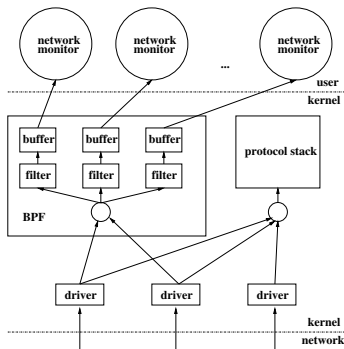 network
monitor
network
monitor
network
monitor
...
user
kernel
buffer
buffer
buffer
filter
filter
filter
protocol stack
BPF
driver
driver
driver
kernel
network